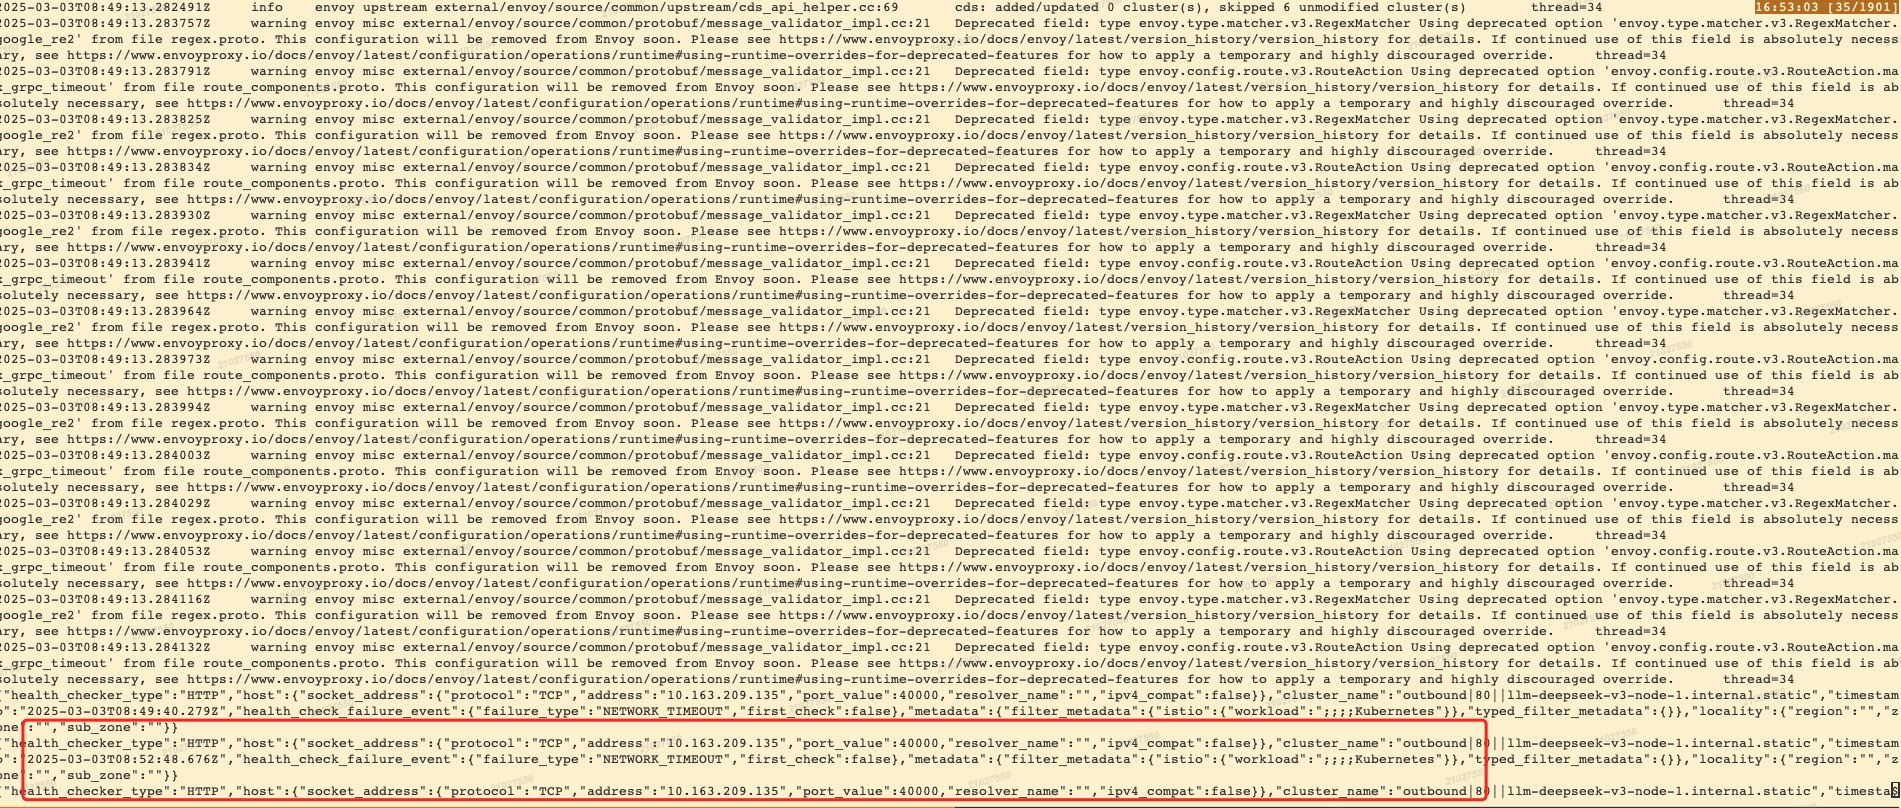 2025-03-03T08:49:13.282491Z info envoy upstream external/envoy/source/common/upstream/cds_api_helper.cc:69 cds: added/updated 0 cluster(s), skipped 6 unmodified cluster(s) thread=34 16:53:03 [35/1901]
2025-03-03T08:49:13.283757Z warning envoy misc external/envoy/source/common/protobuf/message_validator_impl.cc:21 Deprecated field: type envoy.type.matcher.v3.RegexMatcher Using deprecated option 'envoy.type.matcher.v3.RegexMatcher.
google_re2' from file regex.proto. This configuration will be removed from Envoy soon. Please see https://www.envoyproxy.io/docs/envoy/latest/version_history/version_history for details. If continued use of this field is absolutely necess
ary, see https://www.envoyproxy.io/docs/envoy/latest/configuration/operations/runtime#using-runtime-overrides-for-deprecated-features for how to apply a temporary and highly discouraged override. thread=34
2025-03-03T08:49:13.283791Z warning envoy misc external/envoy/source/common/protobuf/message_validator_impl.cc:21 Deprecated field: type envoy.config.route.v3.RouteAction Using deprecated option 'envoy.config.route.v3.RouteAction.ma
x_grpc_timeout' from file route_components.proto. This configuration will be removed from Envoy soon. Please see https://www.envoyproxy.io/docs/envoy/latest/version_history/version_history for details. If continued use of this field is ab
solutely necessary, see https://www.envoyproxy.io/docs/envoy/latest/configuration/operations/runtime#using-runtime-overrides-for-deprecated-features for how to apply a temporary and highly discouraged override. thread=34
2025-03-03T08:49:13.283825Z warning envoy misc external/envoy/source/common/protobuf/message_validator_impl.cc:21 Deprecated field: type envoy.type.matcher.v3.RegexMatcher Using deprecated option 'envoy.type.matcher.v3.RegexMatcher.
google_re2' from file regex.proto. This configuration will be removed from Envoy soon. Please see https://www.envoyproxy.io/docs/envoy/latest/version_history/version_history for details. If continued use of this field is absolutely necess
ary, see https://www.envoyproxy.io/docs/envoy/latest/configuration/operations/runtime#using-runtime-overrides-for-deprecated-features for how to apply a temporary and highly discouraged override. thread=34
2025-03-03T08:49:13.283834Z warning envoy misc external/envoy/source/common/protobuf/message_validator_impl.cc:21 Deprecated field: type envoy.config.route.v3.RouteAction Using deprecated option 'envoy.config.route.v3.RouteAction.ma
x_grpc_timeout' from file route_components.proto. This configuration will be removed from Envoy soon. Please see https://www.envoyproxy.io/docs/envoy/latest/version_history/version_history for details. If continued use of this field is ab
solutely necessary, see https://www.envoyproxy.io/docs/envoy/latest/configuration/operations/runtime#using-runtime-overrides-for-deprecated-features for how to apply a temporary and highly discouraged override. thread=34
2025-03-03T08:49:13.283930Z warning envoy misc external/envoy/source/common/protobuf/message_validator_impl.cc:21 Deprecated field: type envoy.type.matcher.v3.RegexMatcher Using deprecated option 'envoy.type.matcher.v3.RegexMatcher.
google_re2' from file regex.proto. This configuration will be removed from Envoy soon. Please see https://www.envoyproxy.io/docs/envoy/latest/version_history/version_history for details. If continued use of this field is absolutely necess
ary, see https://www.envoyproxy.io/docs/envoy/latest/configuration/operations/runtime#using-runtime-overrides-for-deprecated-features for how to apply a temporary and highly discouraged override. thread=34
2025-03-03T08:49:13.283941Z warning envoy misc external/envoy/source/common/protobuf/message_validator_impl.cc:21 Deprecated field: type envoy.config.route.v3.RouteAction Using deprecated option 'envoy.config.route.v3.RouteAction.ma
x_grpc_timeout' from file route_components.proto. This configuration will be removed from Envoy soon. Please see https://www.envoyproxy.io/docs/envoy/latest/version_history/version_history for details. If continued use of this field is ab
solutely necessary, see https://www.envoyproxy.io/docs/envoy/latest/configuration/operations/runtime#using-runtime-overrides-for-deprecated-features for how to apply a temporary and highly discouraged override. thread=34
2025-03-03T08:49:13.283964Z warning envoy misc external/envoy/source/common/protobuf/message_validator_impl.cc:21 Deprecated field: type envoy.type.matcher.v3.RegexMatcher Using deprecated option 'envoy.type.matcher.v3.RegexMatcher.
google_re2' from file regex.proto. This configuration will be removed from Envoy soon. Please see https://www.envoyproxy.io/docs/envoy/latest/version_history/version_history for details. If continued use of this field is absolutely necess
ary, see https://www.envoyproxy.io/docs/envoy/latest/configuration/operations/runtime#using-runtime-overrides-for-deprecated-features for how to apply a temporary and highly discouraged override. thread=34
2025-03-03T08:49:13.283973Z warning envoy misc external/envoy/source/common/protobuf/message_validator_impl.cc:21 Deprecated field: type envoy.config.route.v3.RouteAction Using deprecated option 'envoy.config.route.v3.RouteAction.ma
x_grpc_timeout' from file route_components.proto. This configuration will be removed from Envoy soon. Please see https://www.envoyproxy.io/docs/envoy/latest/version_history/version_history for details. If continued use of this field is ab
solutely necessary, see https://www.envoyproxy.io/docs/envoy/latest/configuration/operations/runtime#using-runtime-overrides-for-deprecated-features for how to apply a temporary and highly discouraged override. thread=34
2025-03-03T08:49:13.283994Z warning envoy misc external/envoy/source/common/protobuf/message_validator_impl.cc:21 Deprecated field: type envoy.type.matcher.v3.RegexMatcher Using deprecated option 'envoy.type.matcher.v3.RegexMatcher.
google_re2' from file regex.proto. This configuration will be removed from Envoy soon. Please see https://www.envoyproxy.io/docs/envoy/latest/version_history/version_history for details. If continued use of this field is absolutely necess
ary, see https://www.envoyproxy.io/docs/envoy/latest/configuration/operations/runtime#using-runtime-overrides-for-deprecated-features for how to apply a temporary and highly discouraged override. thread=34
2025-03-03T08:49:13.284003Z warning envoy misc external/envoy/source/common/protobuf/message_validator_impl.cc:21 Deprecated field: type envoy.config.route.v3.RouteAction Using deprecated option 'envoy.config.route.v3.RouteAction.ma
x_grpc_timeout' from file route_components.proto. This configuration will be removed from Envoy soon. Please see https://www.envoyproxy.io/docs/envoy/latest/version_history/version_history for details. If continued use of this field is ab
solutely necessary, see https://www.envoyproxy.io/docs/envoy/latest/configuration/operations/runtime#using-runtime-overrides-for-deprecated-features for how to apply a temporary and highly discouraged override. thread=34
2025-03-03T08:49:13.284029Z warning envoy misc external/envoy/source/common/protobuf/message_validator_impl.cc:21 Deprecated field: type envoy.type.matcher.v3.RegexMatcher Using deprecated option 'envoy.type.matcher.v3.RegexMatcher.
google_re2' from file regex.proto. This configuration will be removed from Envoy soon. Please see https://www.envoyproxy.io/docs/envoy/latest/version_history/version_history for details. If continued use of this field is absolutely necess
ary, see https://www.envoyproxy.io/docs/envoy/latest/configuration/operations/runtime#using-runtime-overrides-for-deprecated-features for how to apply a temporary and highly discouraged override. thread=34
2025-03-03T08:49:13.284053Z warning envoy misc external/envoy/source/common/protobuf/message_validator_impl.cc:21 Deprecated field: type envoy.config.route.v3.RouteAction Using deprecated option 'envoy.config.route.v3.RouteAction.ma
x_grpc_timeout' from file route_components.proto. This configuration will be removed from Envoy soon. Please see https://www.envoyproxy.io/docs/envoy/latest/version_history/version_history for details. If continued use of this field is ab
solutely necessary, see https://www.envoyproxy.io/docs/envoy/latest/configuration/operations/runtime#using-runtime-overrides-for-deprecated-features for how to apply a temporary and highly discouraged override. thread=34
2025-03-03T08:49:13.284116Z warning envoy misc external/envoy/source/common/protobuf/message_validator_impl.cc:21 Deprecated field: type envoy.type.matcher.v3.RegexMatcher Using deprecated option 'envoy.type.matcher.v3.RegexMatcher.
google_re2' from file regex.proto. This configuration will be removed from Envoy soon. Please see https://www.envoyproxy.io/docs/envoy/latest/version_history/version_history for details. If continued use of this field is absolutely necess
ary, see https://www.envoyproxy.io/docs/envoy/latest/configuration/operations/runtime#using-runtime-overrides-for-deprecated-features for how to apply a temporary and highly discouraged override. thread=34
2025-03-03T08:49:13.284132Z warning envoy misc external/envoy/source/common/protobuf/message_validator_impl.cc:21 Deprecated field: type envoy.config.route.v3.RouteAction Using deprecated option 'envoy.config.route.v3.RouteAction.ma
x_grpc_timeout' from file route_components.proto. This configuration will be removed from Envoy soon. Please see https://www.envoyproxy.io/docs/envoy/latest/version_history/version_history for details. If continued use of this field is ab
solutely necessary, see https://www.envoyproxy.io/docs/envoy/latest/configuration/operations/runtime#using-runtime-overrides-for-deprecated-features for how to apply a temporary and highly discouraged override. thread=34
{"health_checker_type":"HTTP","host":{"socket_address":{"protocol":"TCP","address":"10.163.209.135","port_value":40000,"resolver_name":"","ipv4_compat":false}},"cluster_name":"outbound|80||llm-deepseek-v3-node-1.internal.static","timestam
p":"2025-03-03T08:49:40.279Z","health_check_failure_event":{"failure_type":"NETWORK_TIMEOUT","first_check":false},"metadata":{"filter_metadata":{"istio":{"workload":";;;;Kubernetes"}},"typed_filter_metadata":{}},"locality":{"region":"","z
one":"","sub_zone":""}}
{"health_checker_type":"HTTP","host":{"socket_address":{"protocol":"TCP","address":"10.163.209.135","port_value":40000,"resolver_name":"","ipv4_compat":false}},"cluster_name":"outbound|80||llm-deepseek-v3-node-1.internal.static","timestam
p":"2025-03-03T08:52:48.676Z","health_check_failure_event":{"failure_type":"NETWORK_TIMEOUT","first_check":false},"metadata":{"filter_metadata":{"istio":{"workload":";;;;Kubernetes"}},"typed_filter_metadata":{}},"locality":{"region":"","z
one":"","sub_zone":""}}
{"health_checker_type":"HTTP","host":{"socket_address":{"protocol":"TCP","address":"10.163.209.135","port_value":40000,"resolver_name":"","ipv4_compat":false}},"cluster_name":"outbound|80||llm-deepseek-v3-node-1.internal.static","timestas